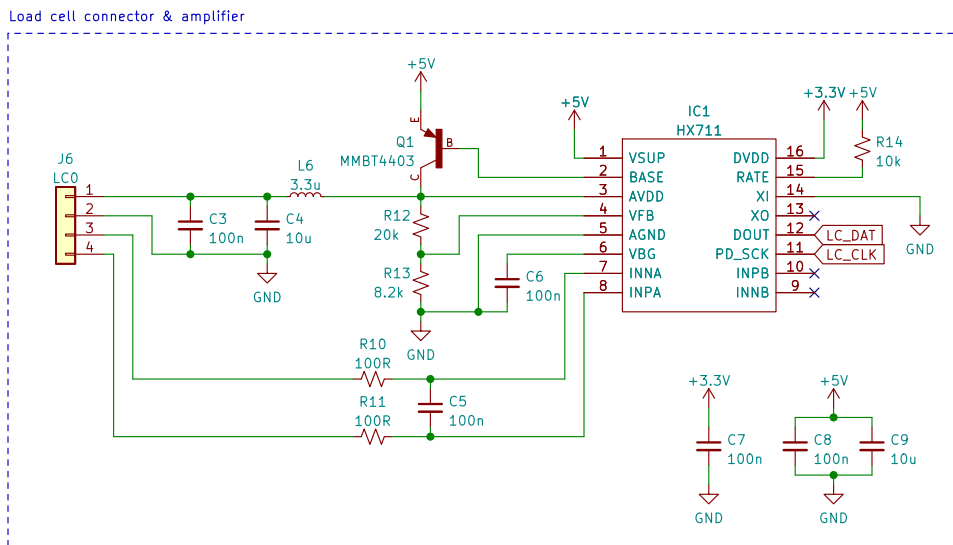 Load cell connector & amplifier
+5V
+5V
+3.3V
+5V
E
Q1
MMBT4403
B
C
IC1
HX711
R14
10k
J6
LC0
L6
3.3u
1
2
3
4
C3
100n
C4
10u
R12
20k
R13
8.2k
GND
GND
C6
100n
1
VSUP
2
BASE
3
AVDD
4
VFB
5
AGND
6
VBG
7
INNA
8
INPA
DVDD
16
RATE
15
XI
14
XO
13
DOUT
12
LC_DAT
PD_SCK
11
LC_CLK
INPB
10
INNB
9
GND
R10
100R
R11
100R
C5
100n
+3.3V
C7
100n
GND
+5V
C8
100n
C9
10u
GND